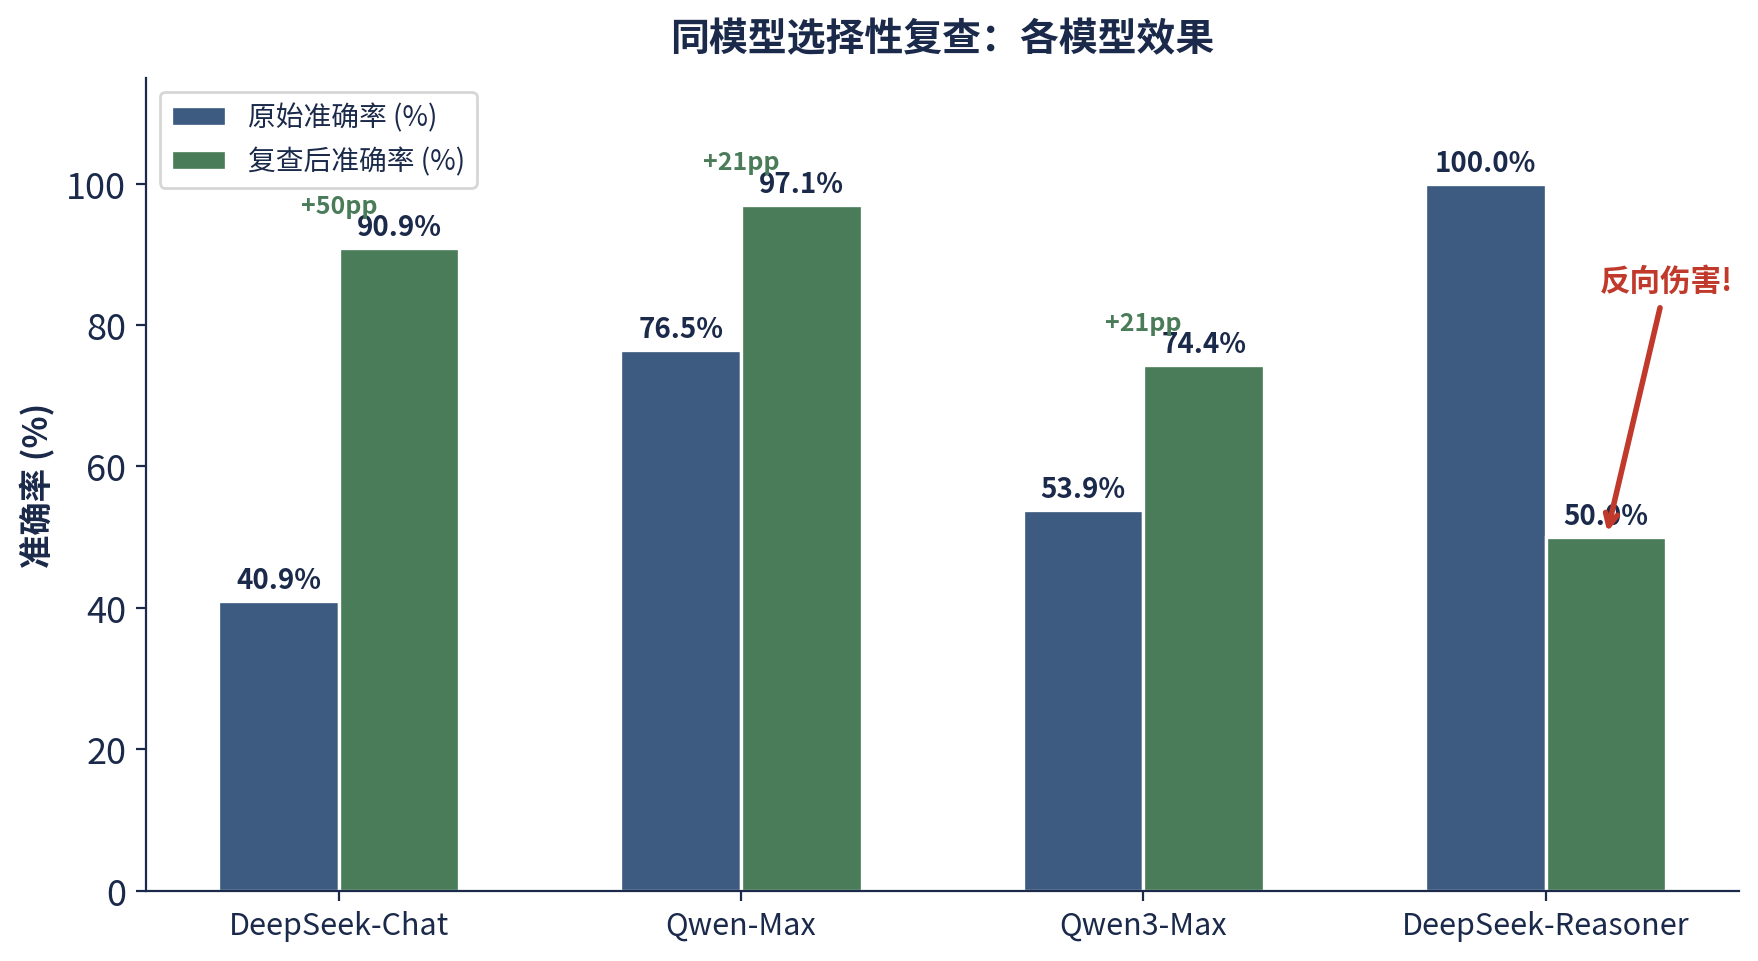 同模型选择性复查：各模型效果
原始准确率 (%)
复查后准确率 (%)
准确率 (%)
100
80
60
40
20
0
+50pp
90.9%
40.9%
+21pp
97.1%
76.5%
+21pp
74.4%
53.9%
100.0%
反向伤害!
50.0%
DeepSeek-Chat
Qwen-Max
Qwen3-Max
DeepSeek-Reasoner